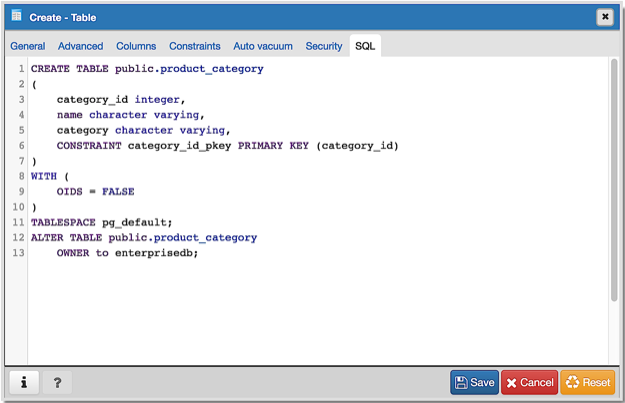 Create - Table
General Advanced Columns Constraints Auto vacuum Security SQL
1 CREATE TABLE public.product_category
2 (
3     category_id integer,
4     name character varying,
5     category character varying,
6     CONSTRAINT category_id_pkey PRIMARY KEY (category_id)
7 )
8 WITH (
9     OIDS = FALSE
10 )
11 TABLESPACE pg_default;
12 ALTER TABLE public.product_category
13     OWNER to enterprisedb;
i ? Save Cancel Reset